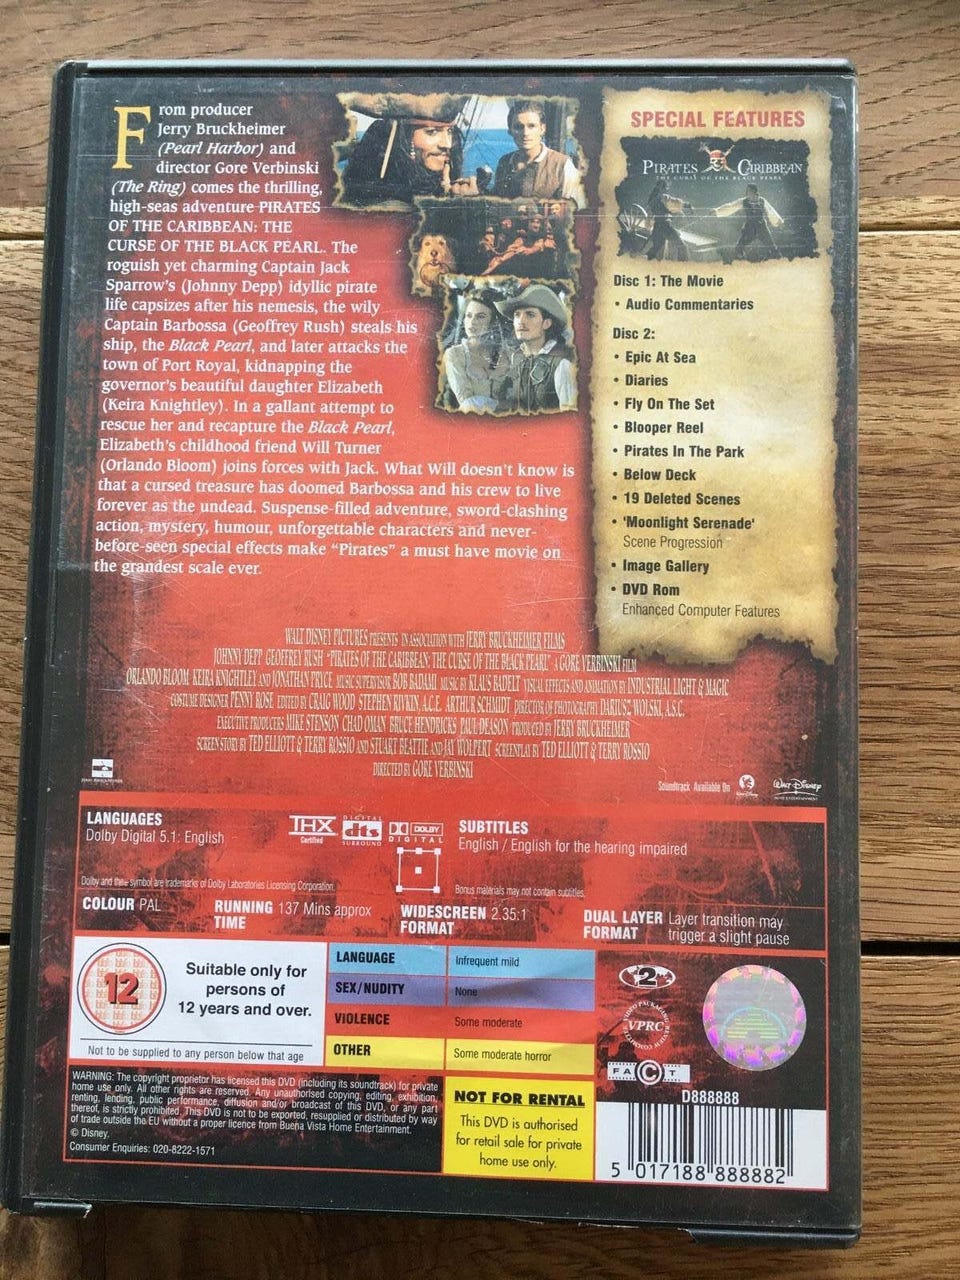 From producer
Jerry Bruckheimer
(Pearl Harbor) and
director Gore Verbinski
(The Ring) comes the thrilling,
high-seas adventure PIRATES
OF THE CARIBBEAN: THE
CURSE OF THE BLACK PEARL. The
roguish yet charming Captain Jack
Sparrow's (Johnny Depp) idyllic pirate
life capsizes after his nemesis, the wily
Captain Barbossa (Geoffrey Rush) steals his
ship, the Black Pearl, and later attacks the
town of Port Royal, kidnapping the
governor's beautiful daughter Elizabeth
(Keira Knightley). In a gallant attempt to
rescue her and recapture the Black Pearl,
Elizabeth's childhood friend Will Turner
(Orlando Bloom) joins forces with Jack. What Will doesn't know is
that a cursed treasure has doomed Barbossa and his crew to live
forever as the undead. Suspense-filled adventure, sword-clashing
action, mystery, humour, unforgettable characters and never-
before-seen special effects make "Pirates" a must have movie on
the grandest scale ever.
SPECIAL FEATURES
PIRATES CARIBBEAN
THE CURSE OF THE BLACK PEARL
Disc 1: The Movie
• Audio Commentaries
Disc 2:
• Epic At Sea
• Diaries
• Fly On The Set
• Blooper Reel
• Pirates In The Park
• Below Deck
• 19 Deleted Scenes
• 'Moonlight Serenade'
Scene Progression
• Image Gallery
• DVD Rom
Enhanced Computer Features
WALT DISNEY PICTURES PRESENTS IN ASSOCIATION WITH JERRY BRUCKHEIMER FILMS
JOHNNY DEPP GEOFFREY RUSH "PIRATES OF THE CARIBBEAN: THE CURSE OF THE BLACK PEARL" A GORE VERBINSKI FILM
ORLANDO BLOOM KEIRA KNIGHTLEY AND JONATHAN PRYCE MUSIC SUPERVISOR BOB BADAMI MUSIC BY KLAUS BADELT VISUAL EFFECTS AND ANIMATION BY INDUSTRIAL LIGHT & MAGIC
COSTUME DESIGNER PENNY ROSE EDITED BY CRAIG WOOD STEPHEN RIVKIN, A.C.E. ARTHUR SCHMIDT DIRECTOR OF PHOTOGRAPHY DARIUSZ WOLSKI, A.S.C.
EXECUTIVE PRODUCERS MIKE STENSON CHAD OMAN BRUCE HENDRICKS PAUL DEASON PRODUCED BY JERRY BRUCKHEIMER
SCREEN STORY BY TED ELLIOTT & TERRY ROSSIO AND STUART BEATTIE AND JAY WOLPERT SCREENPLAY BY TED ELLIOTT & TERRY ROSSIO
DIRECTED BY GORE VERBINSKI
Soundtrack Available On
Walt Disney
LANGUAGES
Dolby Digital 5.1: English
THX
Certified
DIGITAL
dts
SURROUND
DOLBY
DIGITAL
SUBTITLES
English / English for the hearing impaired
Dolby and the symbol are trademarks of Dolby Laboratories Licensing Corporation.
Bonus materials may not contain subtitles.
COLOUR PAL
RUNNING TIME 137 Mins approx
WIDESCREEN FORMAT 2.35:1
DUAL LAYER FORMAT Layer transition may
trigger a slight pause
12
Suitable only for
persons of
12 years and over.
Not to be supplied to any person below that age
LANGUAGE Infrequent mild
SEX/NUDITY None
VIOLENCE Some moderate
OTHER Some moderate horror
2
VIDEO PACKAGING REVIEW COMMITTEE
VPRC
FACT
WARNING: The copyright proprietor has licensed this DVD (including its soundtrack) for private
home use only. All other rights are reserved. Any unauthorised copying, editing, exhibition,
renting, lending, public performance, diffusion and/or broadcast of this DVD, or any part
thereof, is strictly prohibited. This DVD is not to be exported, resupplied or distributed by way
of trade outside the EU without a proper licence from Buena Vista Home Entertainment.
© Disney.
Consumer Enquiries: 020-8222-1571
NOT FOR RENTAL
This DVD is authorised
for retail sale for private
home use only.
D888888
5 017188 888882